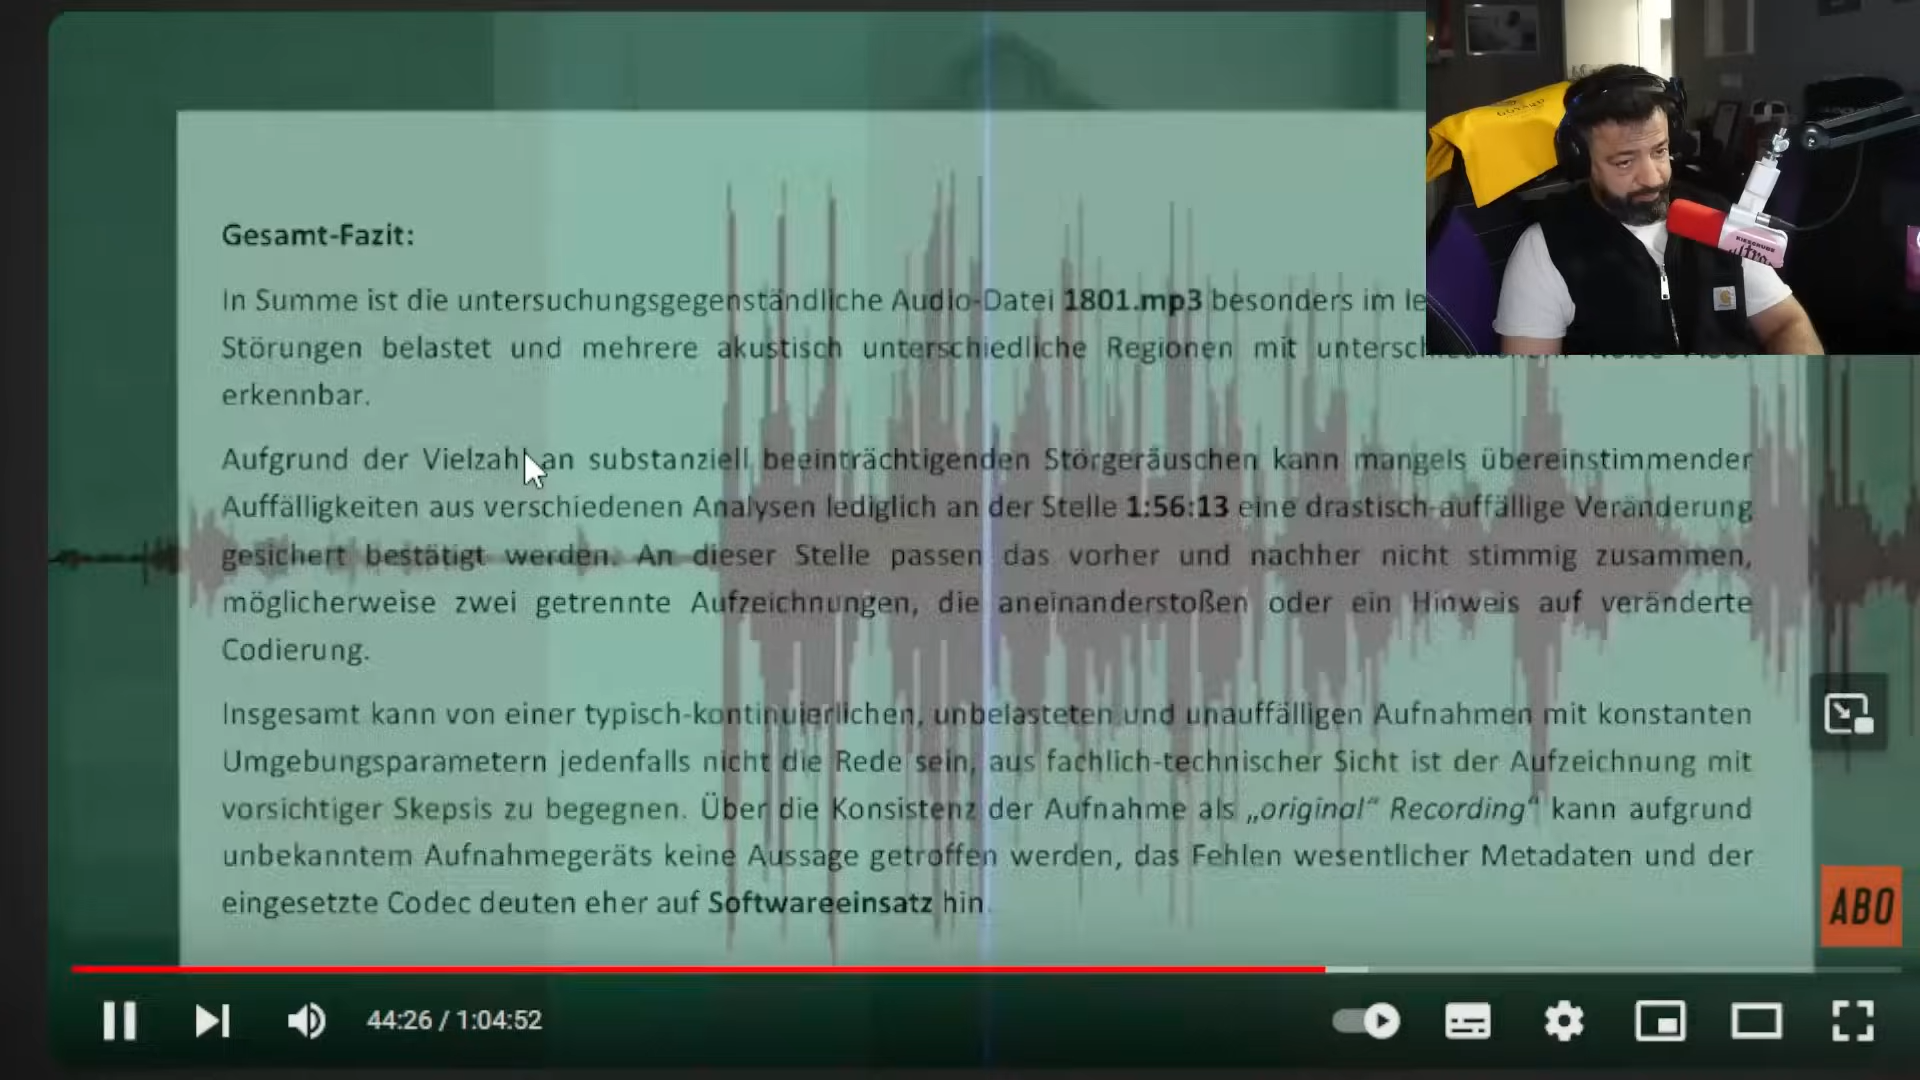 Gesamt-Fazit:
In Summe ist die untersuchungsgegenständliche Audio-Datei 1801.mp3 besonders im
Störungen belastet und mehrere akustisch unterschiedliche Regionen mit
erkennbar.
Aufgrund der Vielzahl an substanziell beeinträchtigenden Störgeräuschen kann mangels übereinstimmender
Auffälligkeiten aus verschiedenen Analysen lediglich an der Stelle 1:56:13 eine drastisch-auffällige Veränderung
gesichert bestätigt werden. An dieser Stelle passen das vorher und nachher nicht stimmig zusammen,
möglicherweise zwei getrennte Aufzeichnungen, die aneinanderstoßen oder ein Hinweis auf veränderte
Codierung.
Insgesamt kann von einer typisch-kontinuierlichen, unbelasteten und unauffälligen Aufnahmen mit konstanten
Umgebungsparametern jedenfalls nicht die Rede sein, aus fachlich-technischer Sicht ist der Aufzeichnung mit
vorsichtiger Skepsis zu begegnen. Über die Konsistenz der Aufnahme als „original“ Recording“ kann aufgrund
unbekanntem Aufnahmegeräts keine Aussage getroffen werden, das Fehlen wesentlicher Metadaten und der
eingesetzte Codec deuten eher auf Softwareeinsatz hin.
ABO
44:26 / 1:04:52